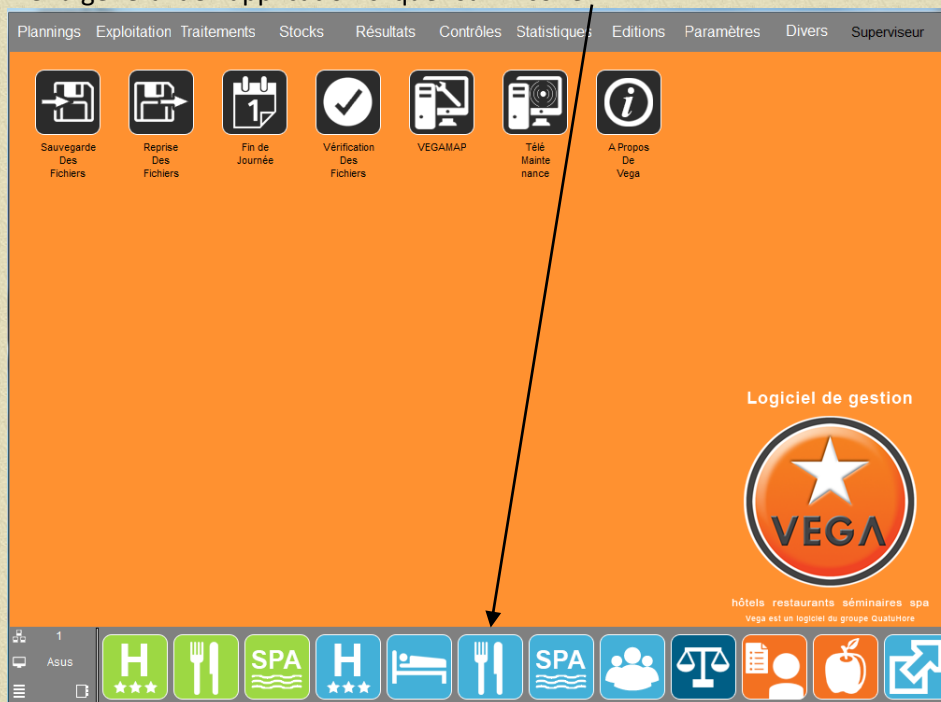 Plannings Exploitation Traitements Stocks Résultats Contrôles Statistiques Editions Paramètres Divers Superviseur
1
Sauvegarde
Des
Fichiers
Reprise
Des
Fichiers
Fin de
Journée
Vérification
Des
Fichiers
VEGAMAP
Télé
Mainte
nance
A Propos
De
Vega
Logiciel de gestion
VEGA
hôtels restaurants séminaires spa
Vega est un logiciel du groupe QualuHore
1
Asus
H
SPA
H
SPA